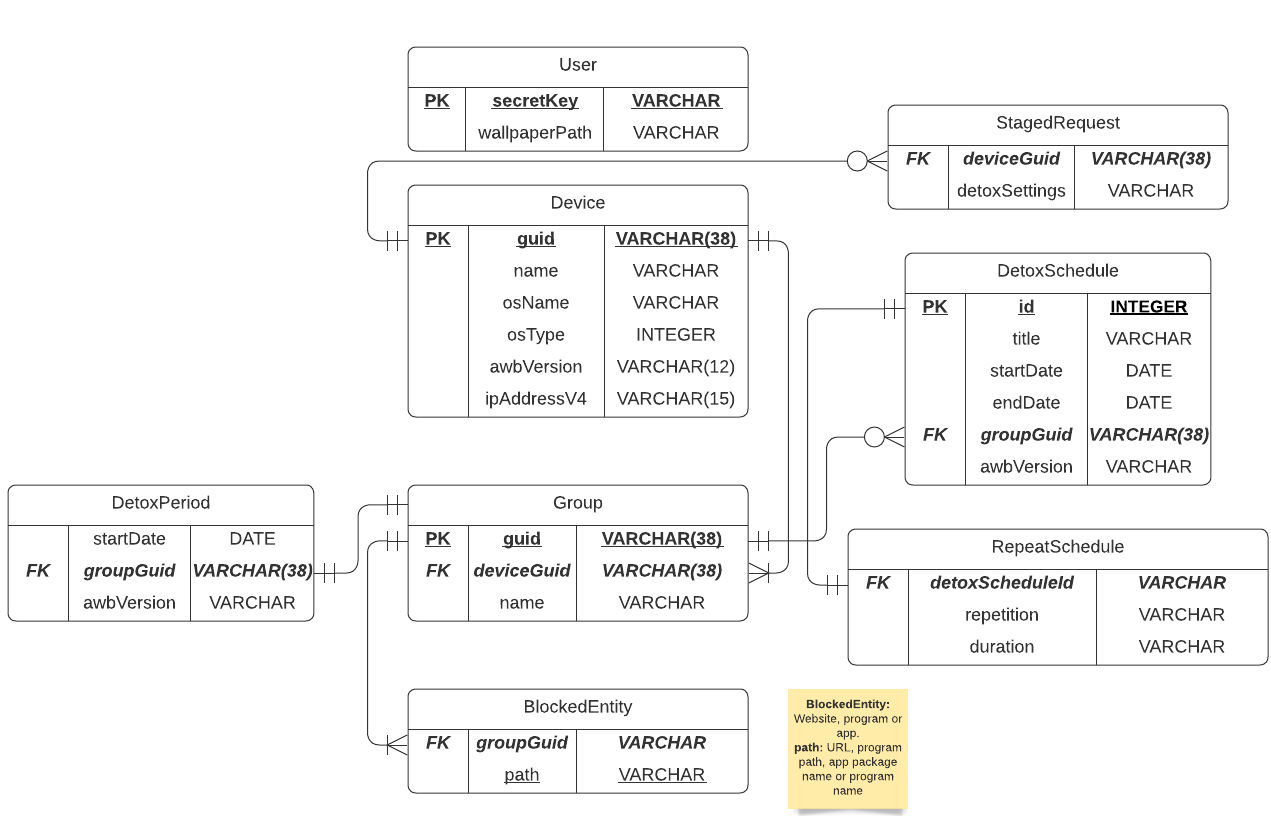 User
PK secretKey VARCHAR
wallpaperPath VARCHAR
StagedRequest
FK deviceGuid VARCHAR(38)
detoxSettings VARCHAR
Device
PK guid VARCHAR(38)
name VARCHAR
osName VARCHAR
osType INTEGER
awbVersion VARCHAR(12)
ipAddressV4 VARCHAR(15)
DetoxSchedule
PK id INTEGER
title VARCHAR
startDate DATE
endDate DATE
FK groupGuid VARCHAR(38)
awbVersion VARCHAR
DetoxPeriod
startDate DATE
FK groupGuid VARCHAR(38)
awbVersion VARCHAR
Group
PK guid VARCHAR(38)
FK deviceGuid VARCHAR(38)
name VARCHAR
RepeatSchedule
FK detoxScheduleId VARCHAR
repetition VARCHAR
duration VARCHAR
BlockedEntity
FK groupGuid VARCHAR
path VARCHAR
BlockedEntity:
Website, program or
app.
path: URL, program
path, app package
name or program
name